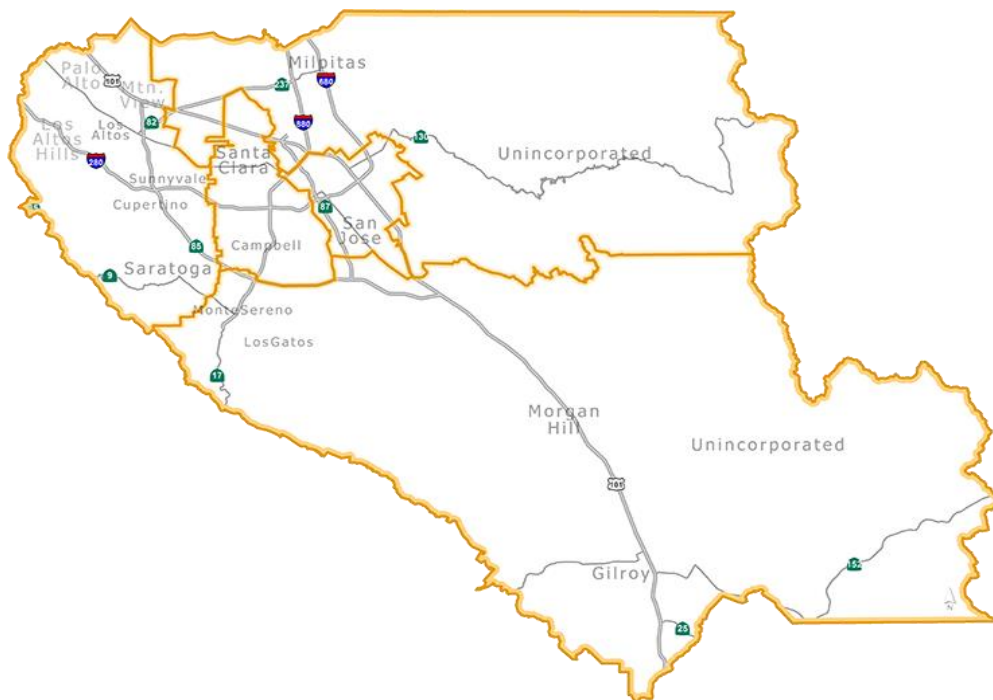 Palo
Alto
101
Mtn.
View
Milpitas
680
237
880
82
Los
Altos
Los
Altos
Hills
280
130
Unincorporated
Santa
Clara
Sunnyvale
Cupertino
87
San
Jose
85
Campbell
9
Saratoga
MonteSereno
LosGatos
17
Morgan
Hill
Unincorporated
101
152
Gilroy
25
N